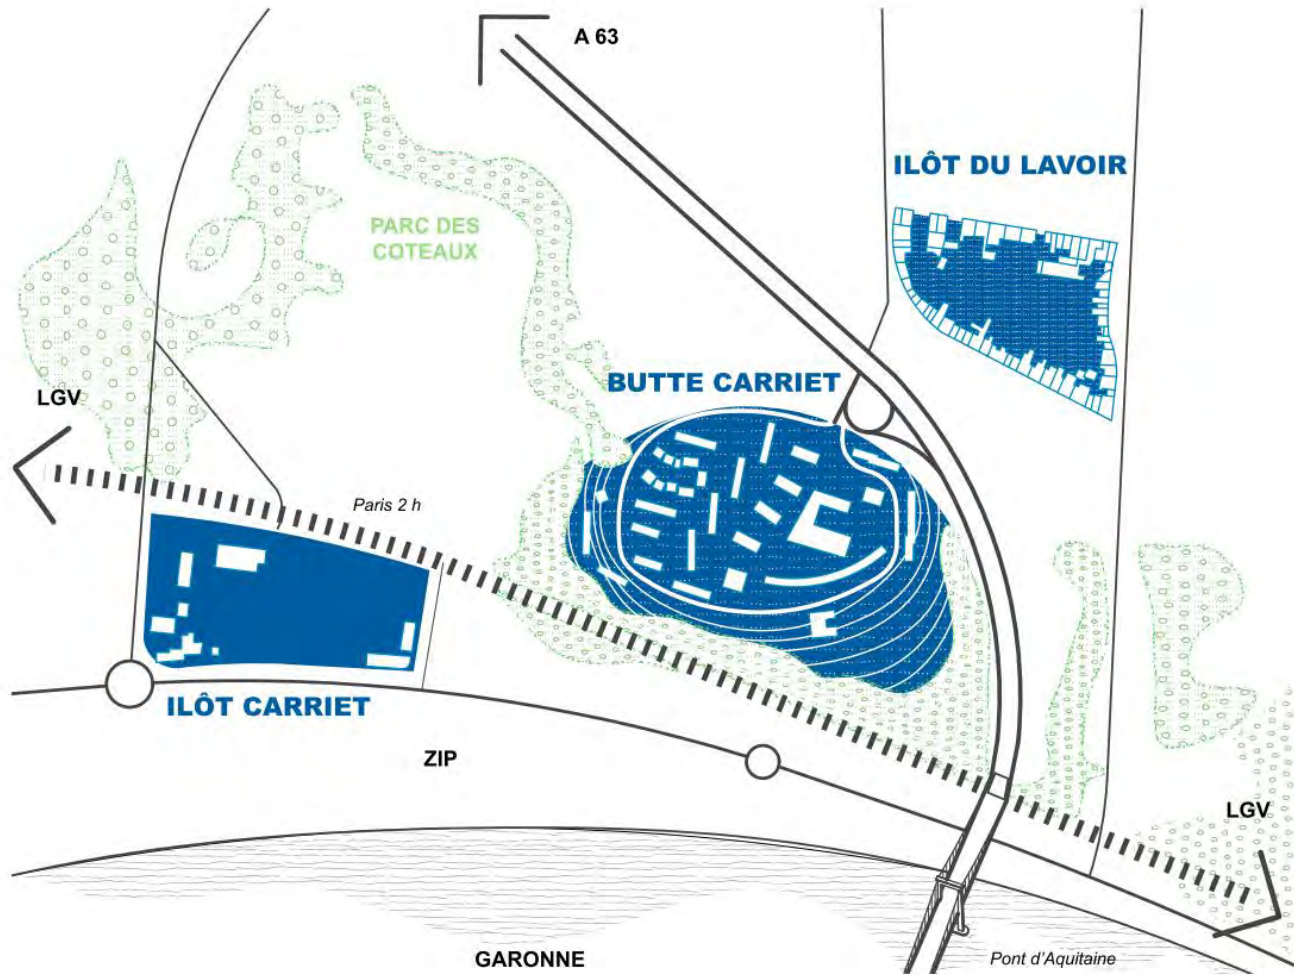 A 63
ILÔT DU LAVOIR
PARC DES
COTEAUX
BUTTE CARRIET
LGV
Paris 2 h
ILÔT CARRIET
ZIP
LGV
GARONNE
Pont d'Aquitaine